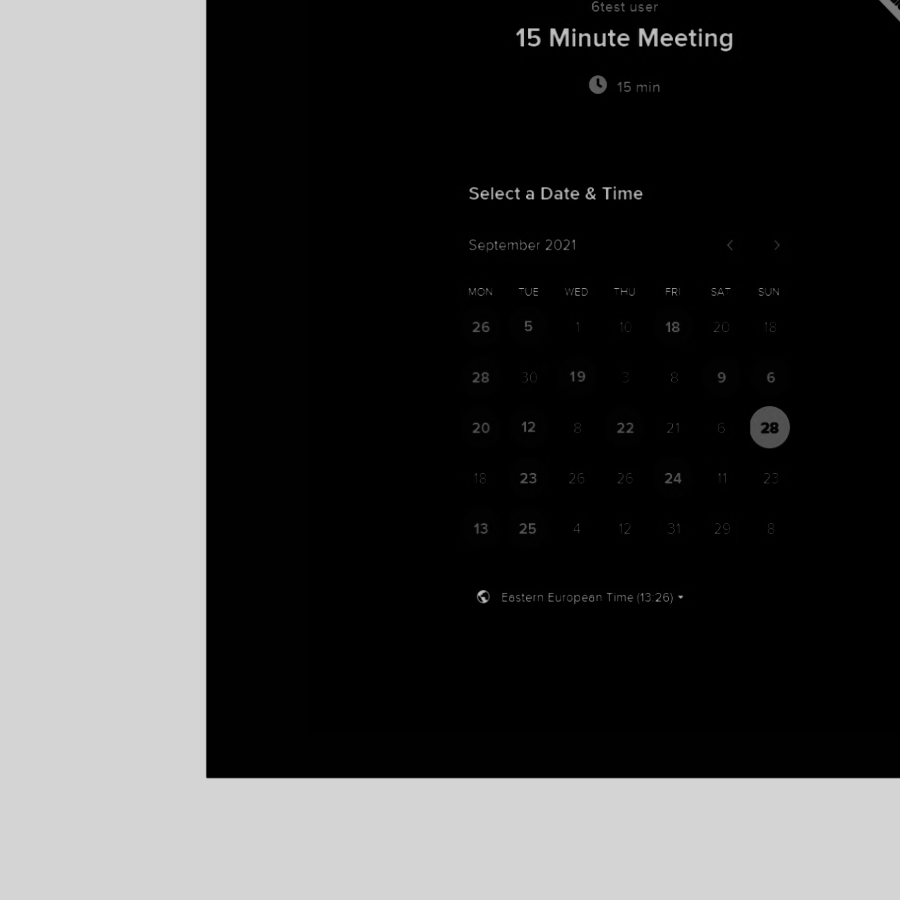 6test user
15 Minute Meeting
15 min
Select a Date & Time
September 2021
MON TUE WED THU FRI SAT SUN
26 5 1 10 18 20 18
28 30 19 3 8 9 6
20 12 8 22 21 6 28
18 23 26 26 24 11 23
13 25 4 12 31 29 8
Eastern European Time (13:26)